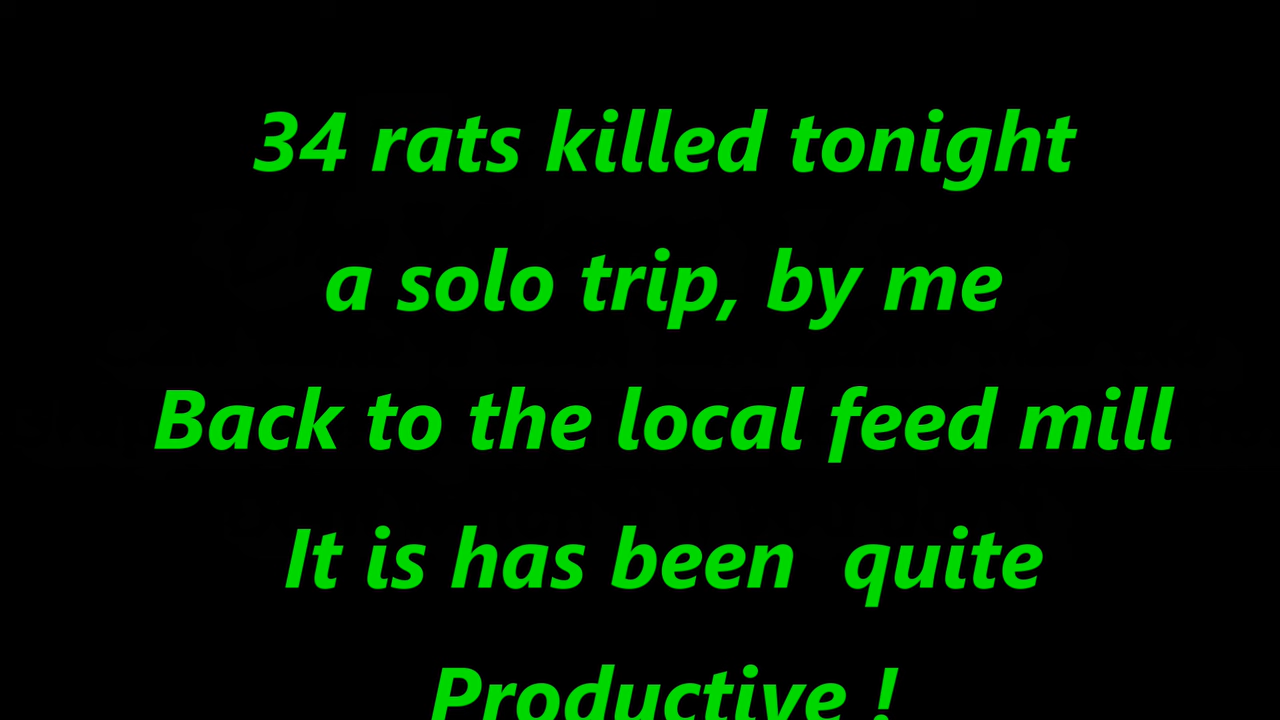 34 rats killed tonight
a solo trip, by me
Back to the local feed mill
It is has been  quite
Productive !